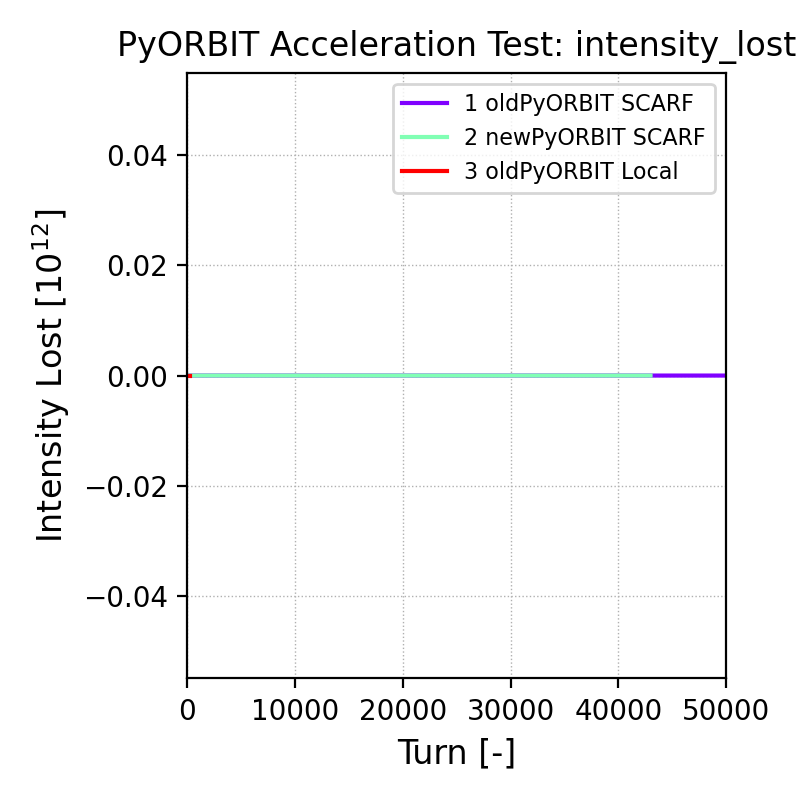 PyORBIT Acceleration Test: intensity_lost
1 oldPyORBIT SCARF
2 newPyORBIT SCARF
3 oldPyORBIT Local
Intensity Lost [10¹²]
0.04
0.02
0.00
−0.02
−0.04
0 10000 20000 30000 40000 50000
Turn [-]